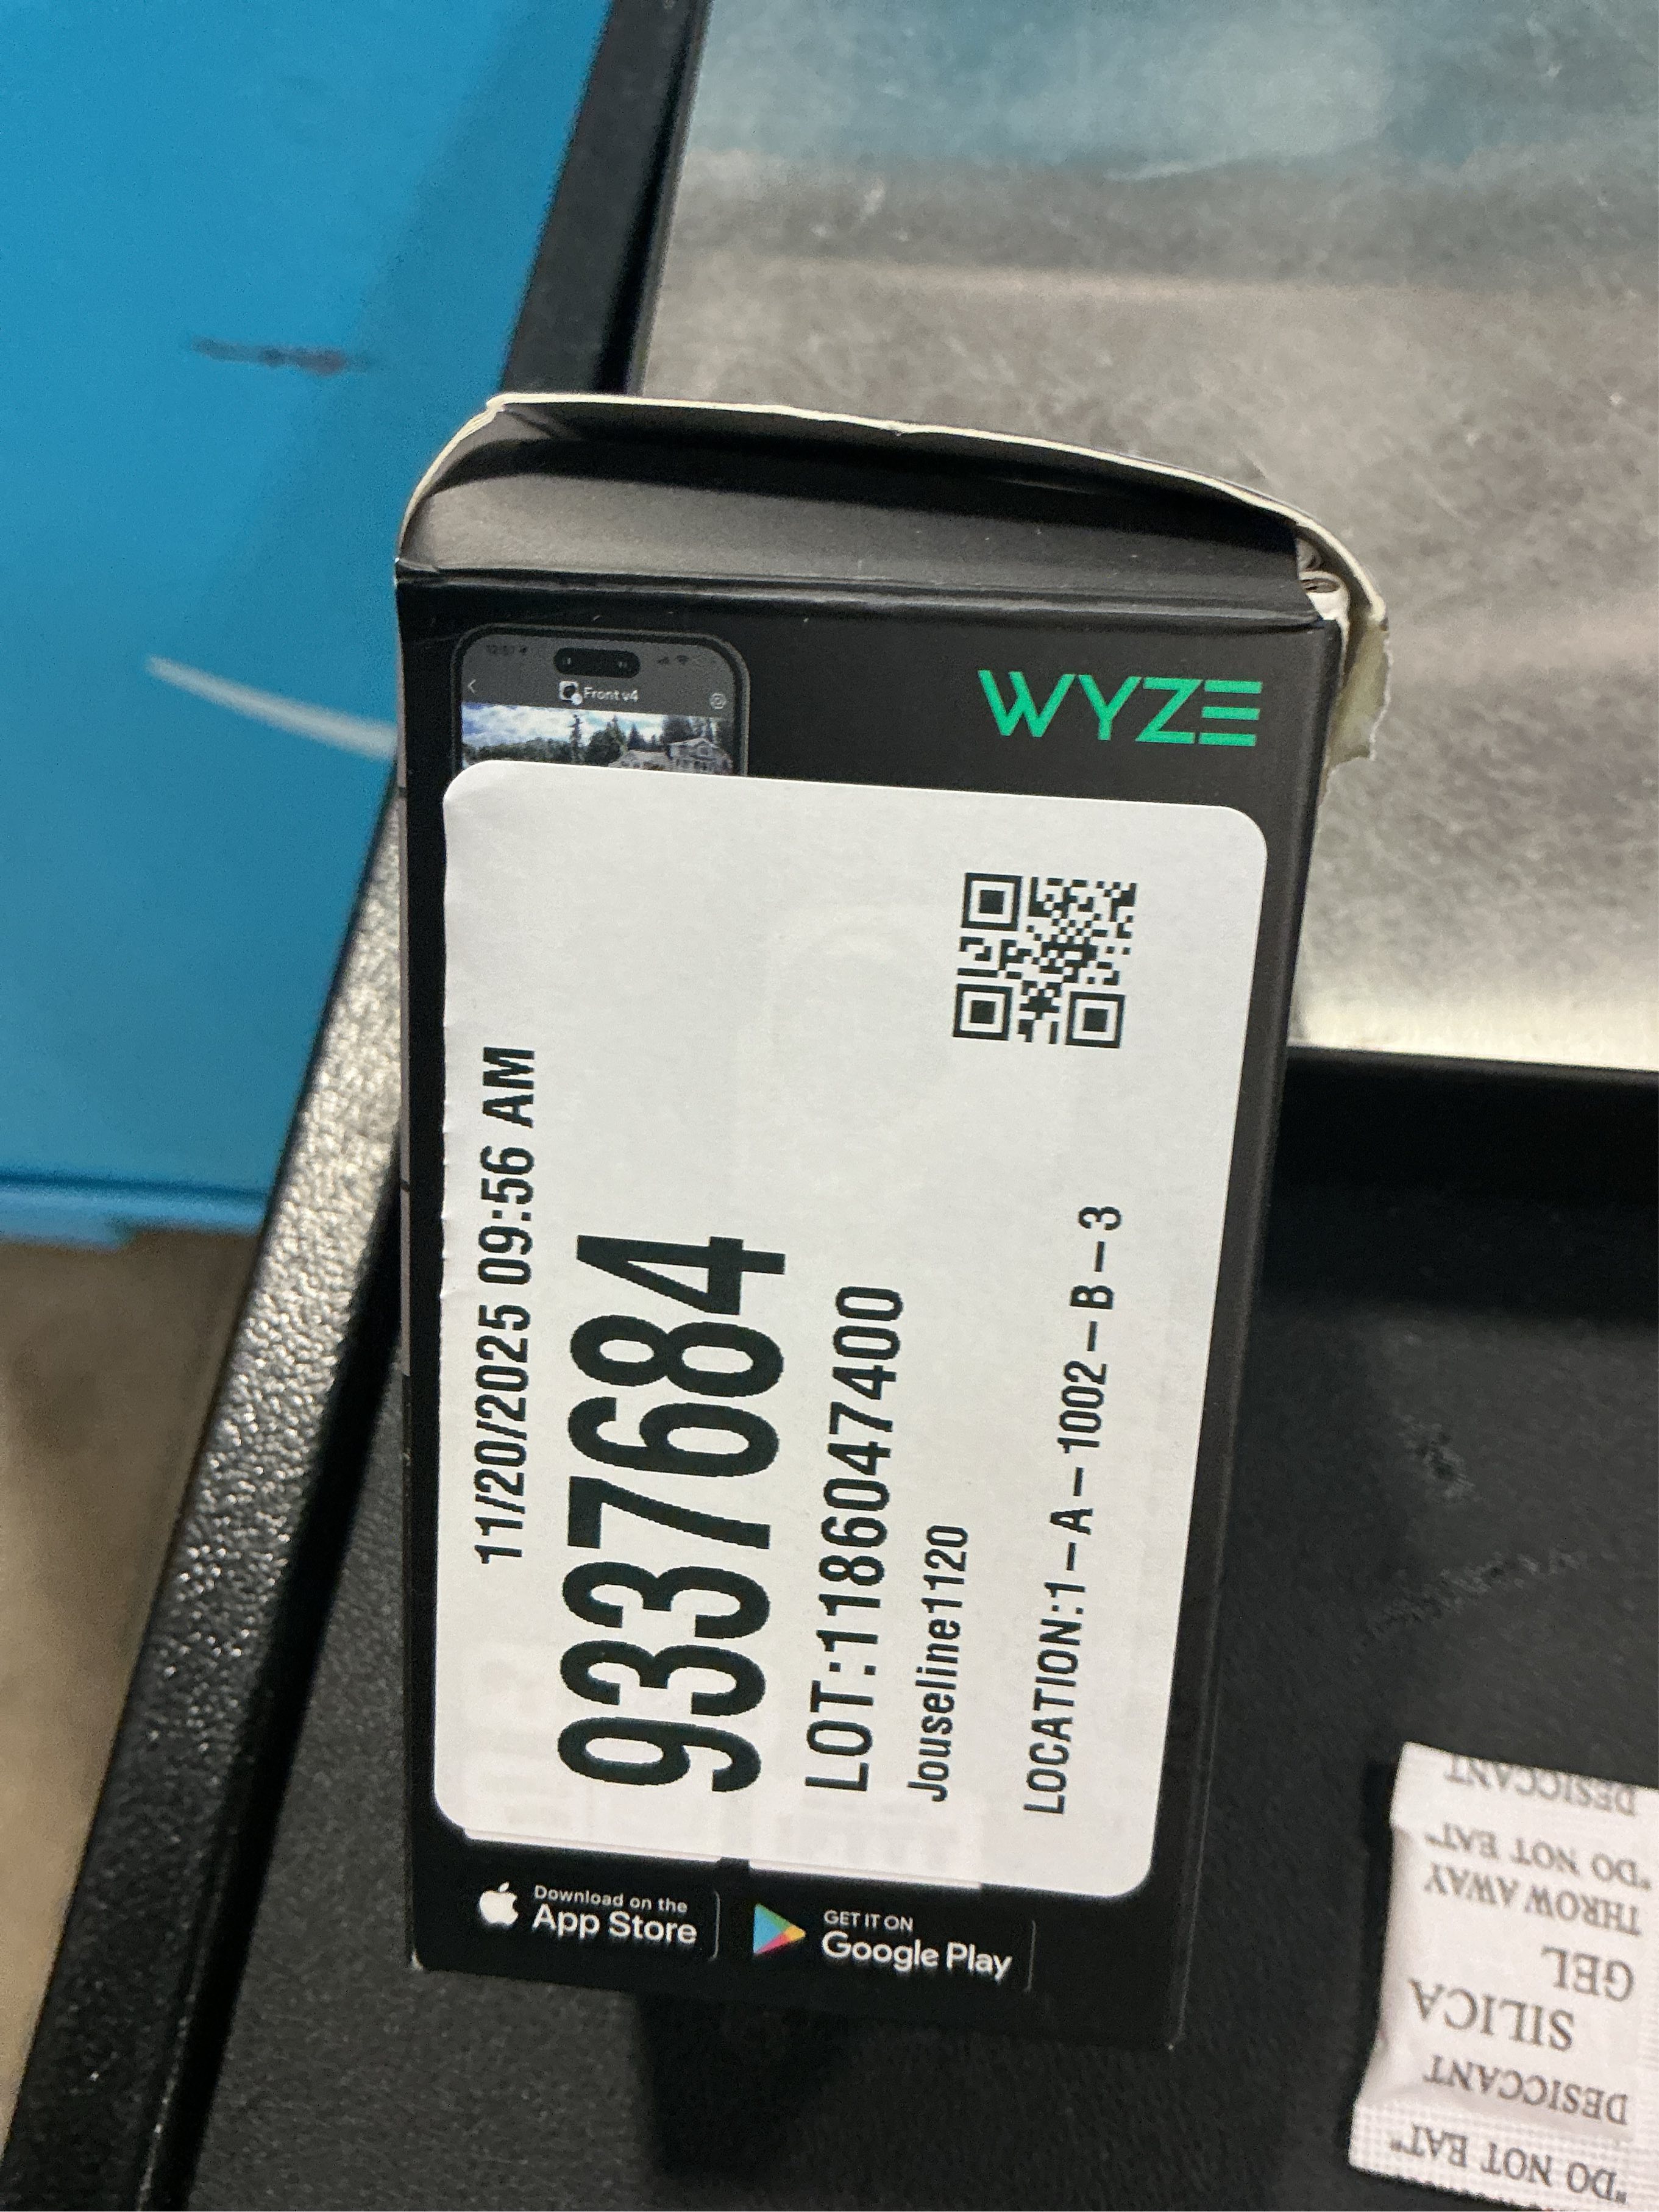 Front v4
WYZE
11/20/2025 09:56 AM
9337684
LOT:1186047400
Jouseline1120
LOCATION:1-A-1002-B-3
Download on the
App Store
GET IT ON
Google Play
"DO NOT EAT"
DESICCANT
SILICA
GEL
THROW AWAY
"DO NOT EAT"
DESICCANT